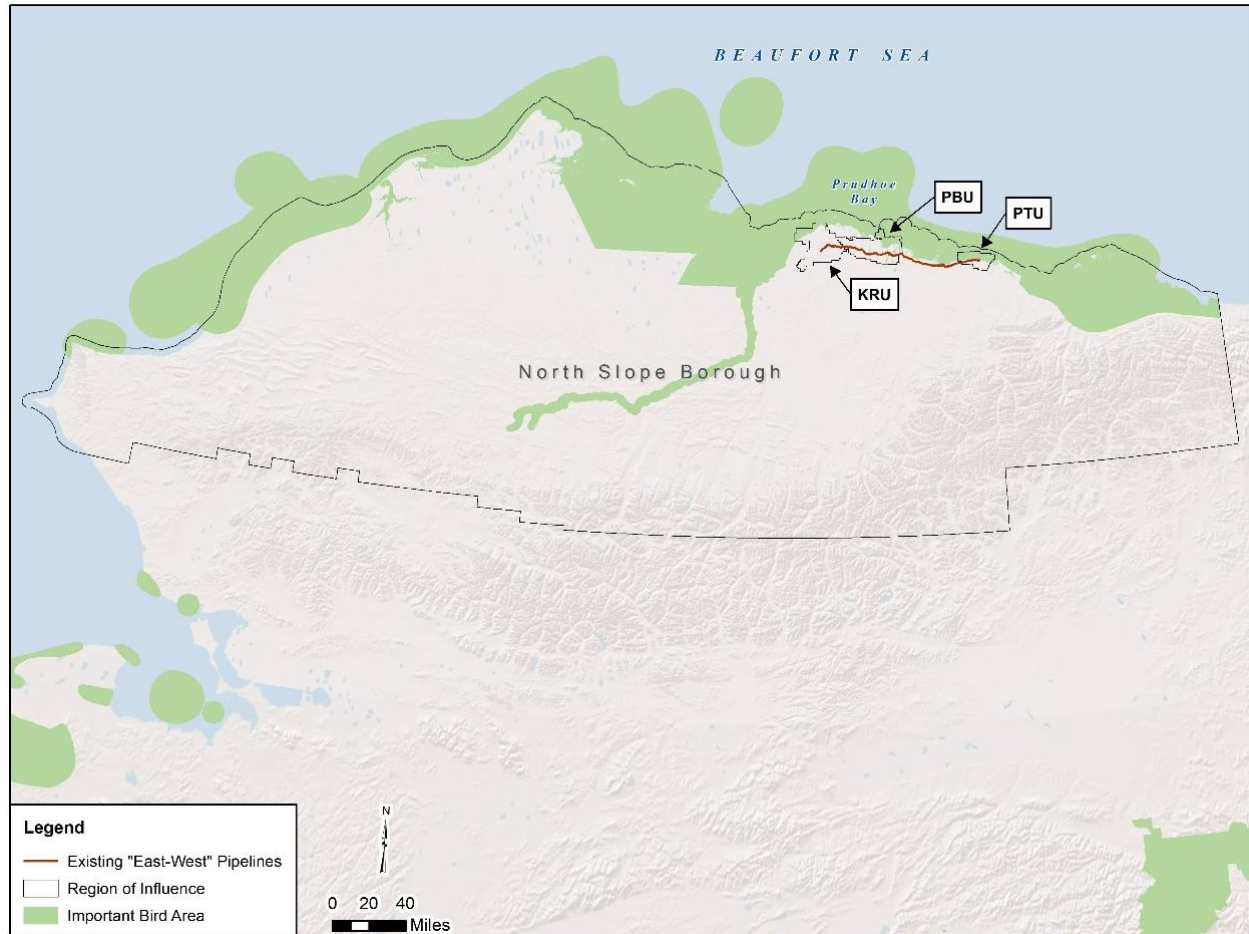 BEAUFORT SEA
Prudhoe
Bay
PBU
PTU
KRU
North Slope Borough
N
Legend
Existing "East-West" Pipelines
Region of Influence
Important Bird Area
0 20 40
Miles